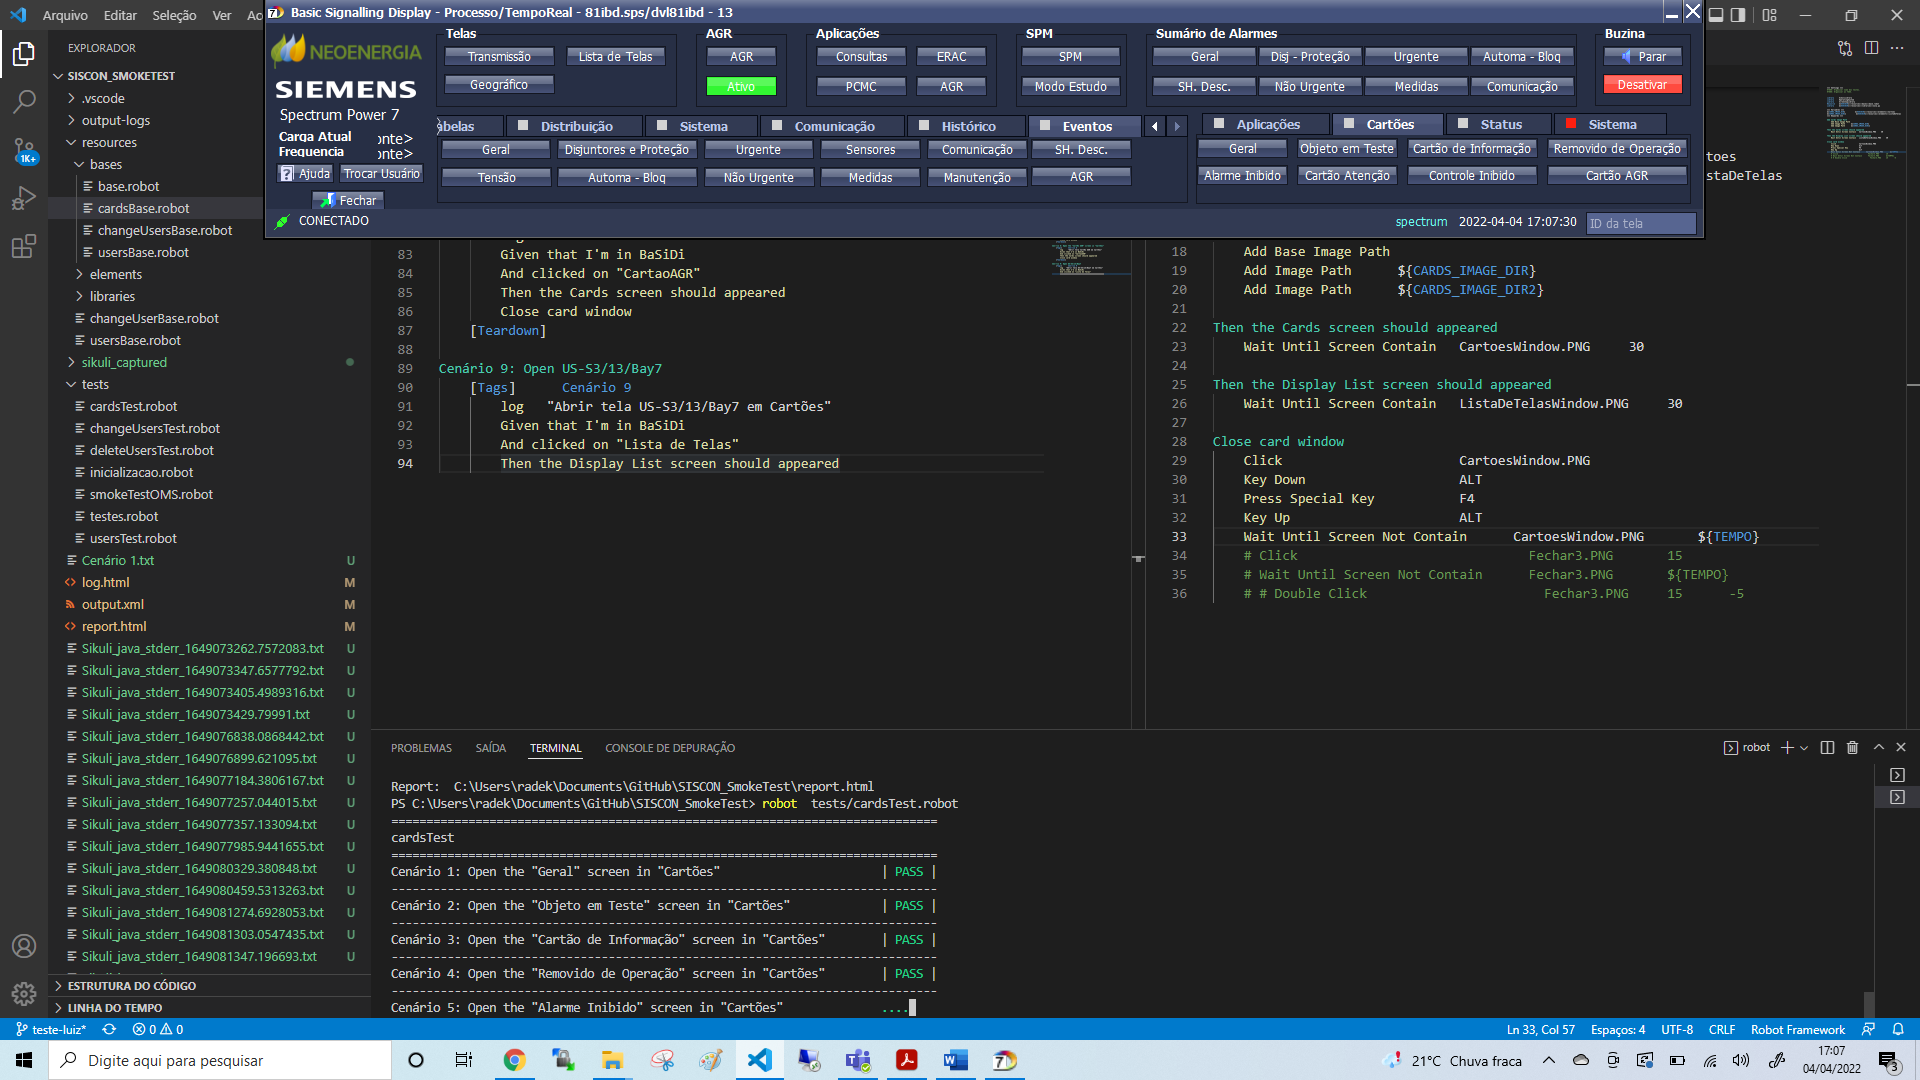 Arquivo Editar Seleção Ver
Basic Signalling Display - Processo/TempoReal - 81ibd.sps/dvl81ibd - 13
NEOENERGIA
SIEMENS
Spectrum Power 7
Carga Atual
Frequencia
onte>
onte>
Ajuda Trocar Usuário
Fechar
CONECTADO
Telas
Transmissão Lista de Telas
Geográfico
AGR
AGR
Ativo
Aplicações
Consultas ERAC
PCMC AGR
SPM
SPM
Modo Estudo
Sumário de Alarmes
Geral Disj - Proteção Urgente Automa - Bloq
SH. Desc. Não Urgente Medidas Comunicação
Buzina
Parar
Desativar
abelas Distribuição Sistema Comunicação Histórico Eventos
Geral Disjuntores e Proteção Urgente Sensores Comunicação SH. Desc.
Tensão Automa - Bloq Não Urgente Medidas Manutenção AGR
Aplicações Cartões Status Sistema
Geral Objeto em Teste Cartão de Informação Removido de Operação
Alarme Inibido Cartão Atenção Controle Inibido Cartão AGR
spectrum 2022-04-04 17:07:30 ID da tela
EXPLORADOR
SISCON_SMOKETEST
.vscode
output-logs
resources
bases
base.robot
cardsBase.robot
changeUsersBase.robot
usersBase.robot
elements
libraries
changeUserBase.robot
usersBase.robot
sikuli_captured
tests
cardsTest.robot
changeUsersTest.robot
deleteUsersTest.robot
inicializacao.robot
smokeTestOMS.robot
testes.robot
usersTest.robot
Cenário 1.txt U
log.html M
output.xml M
report.html M
Sikuli_java_stderr_1649073262.7572083.txt U
Sikuli_java_stderr_1649073347.6577792.txt U
Sikuli_java_stderr_1649073405.4989316.txt U
Sikuli_java_stderr_1649073429.79991.txt U
Sikuli_java_stderr_1649076838.0868442.txt U
Sikuli_java_stderr_1649076899.621095.txt U
Sikuli_java_stderr_1649077184.3806167.txt U
Sikuli_java_stderr_1649077257.044015.txt U
Sikuli_java_stderr_1649077357.133094.txt U
Sikuli_java_stderr_1649077985.9441655.txt U
Sikuli_java_stderr_1649080329.380848.txt U
Sikuli_java_stderr_1649080459.5313263.txt U
Sikuli_java_stderr_1649081274.6928053.txt U
Sikuli_java_stderr_1649081303.0547435.txt U
Sikuli_java_stderr_1649081347.196693.txt U
ESTRUTURA DO CÓDIGO
LINHA DO TEMPO
1K+
83 Given that I'm in BaSiDi
84 And clicked on "CartaoAGR"
85 Then the Cards screen should appeared
86 Close card window
87 [Teardown]
88
89 Cenário 9: Open US-S3/13/Bay7
90 [Tags] Cenário 9
91 log "Abrir tela US-S3/13/Bay7 em Cartões"
92 Given that I'm in BaSiDi
93 And clicked on "Lista de Telas"
94 Then the Display List screen should appeared
toes
staDeTelas
18 Add Base Image Path
19 Add Image Path ${CARDS_IMAGE_DIR}
20 Add Image Path ${CARDS_IMAGE_DIR2}
21
22 Then the Cards screen should appeared
23 Wait Until Screen Contain CartoesWindow.PNG 30
24
25 Then the Display List screen should appeared
26 Wait Until Screen Contain ListaDeTelasWindow.PNG 30
27
28 Close card window
29 Click CartoesWindow.PNG
30 Key Down ALT
31 Press Special Key F4
32 Key Up ALT
33 Wait Until Screen Not Contain CartoesWindow.PNG ${TEMPO}
34 # Click Fechar3.PNG 15
35 # Wait Until Screen Not Contain Fechar3.PNG ${TEMPO}
36 # # Double Click Fechar3.PNG 15 -5
PROBLEMAS SAÍDA TERMINAL CONSOLE DE DEPURAÇÃO
robot
Report: C:\Users\radek\Documents\GitHub\SISCON_SmokeTest\report.html
PS C:\Users\radek\Documents\GitHub\SISCON_SmokeTest> robot tests/cardsTest.robot
==============================================================================
cardsTest
==============================================================================
Cenário 1: Open the "Geral" screen in "Cartões" | PASS |
------------------------------------------------------------------------------
Cenário 2: Open the "Objeto em Teste" screen in "Cartões" | PASS |
------------------------------------------------------------------------------
Cenário 3: Open the "Cartão de Informação" screen in "Cartões" | PASS |
------------------------------------------------------------------------------
Cenário 4: Open the "Removido de Operação" screen in "Cartões" | PASS |
------------------------------------------------------------------------------
Cenário 5: Open the "Alarme Inibido" screen in "Cartões" ....
teste-luiz* 0 0 Ln 33, Col 57 Espaços: 4 UTF-8 CRLF Robot Framework
Digite aqui para pesquisar
21°C Chuva fraca
17:07
04/04/2022
3